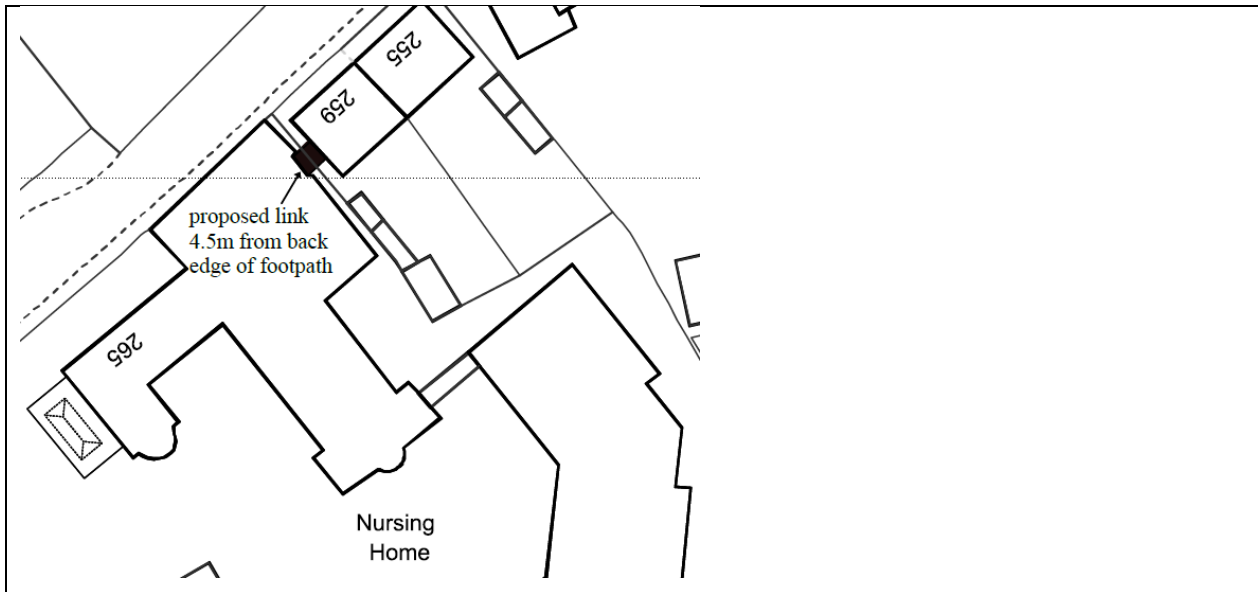 255
259
proposed link
4.5m from back
edge of footpath
265
Nursing
Home